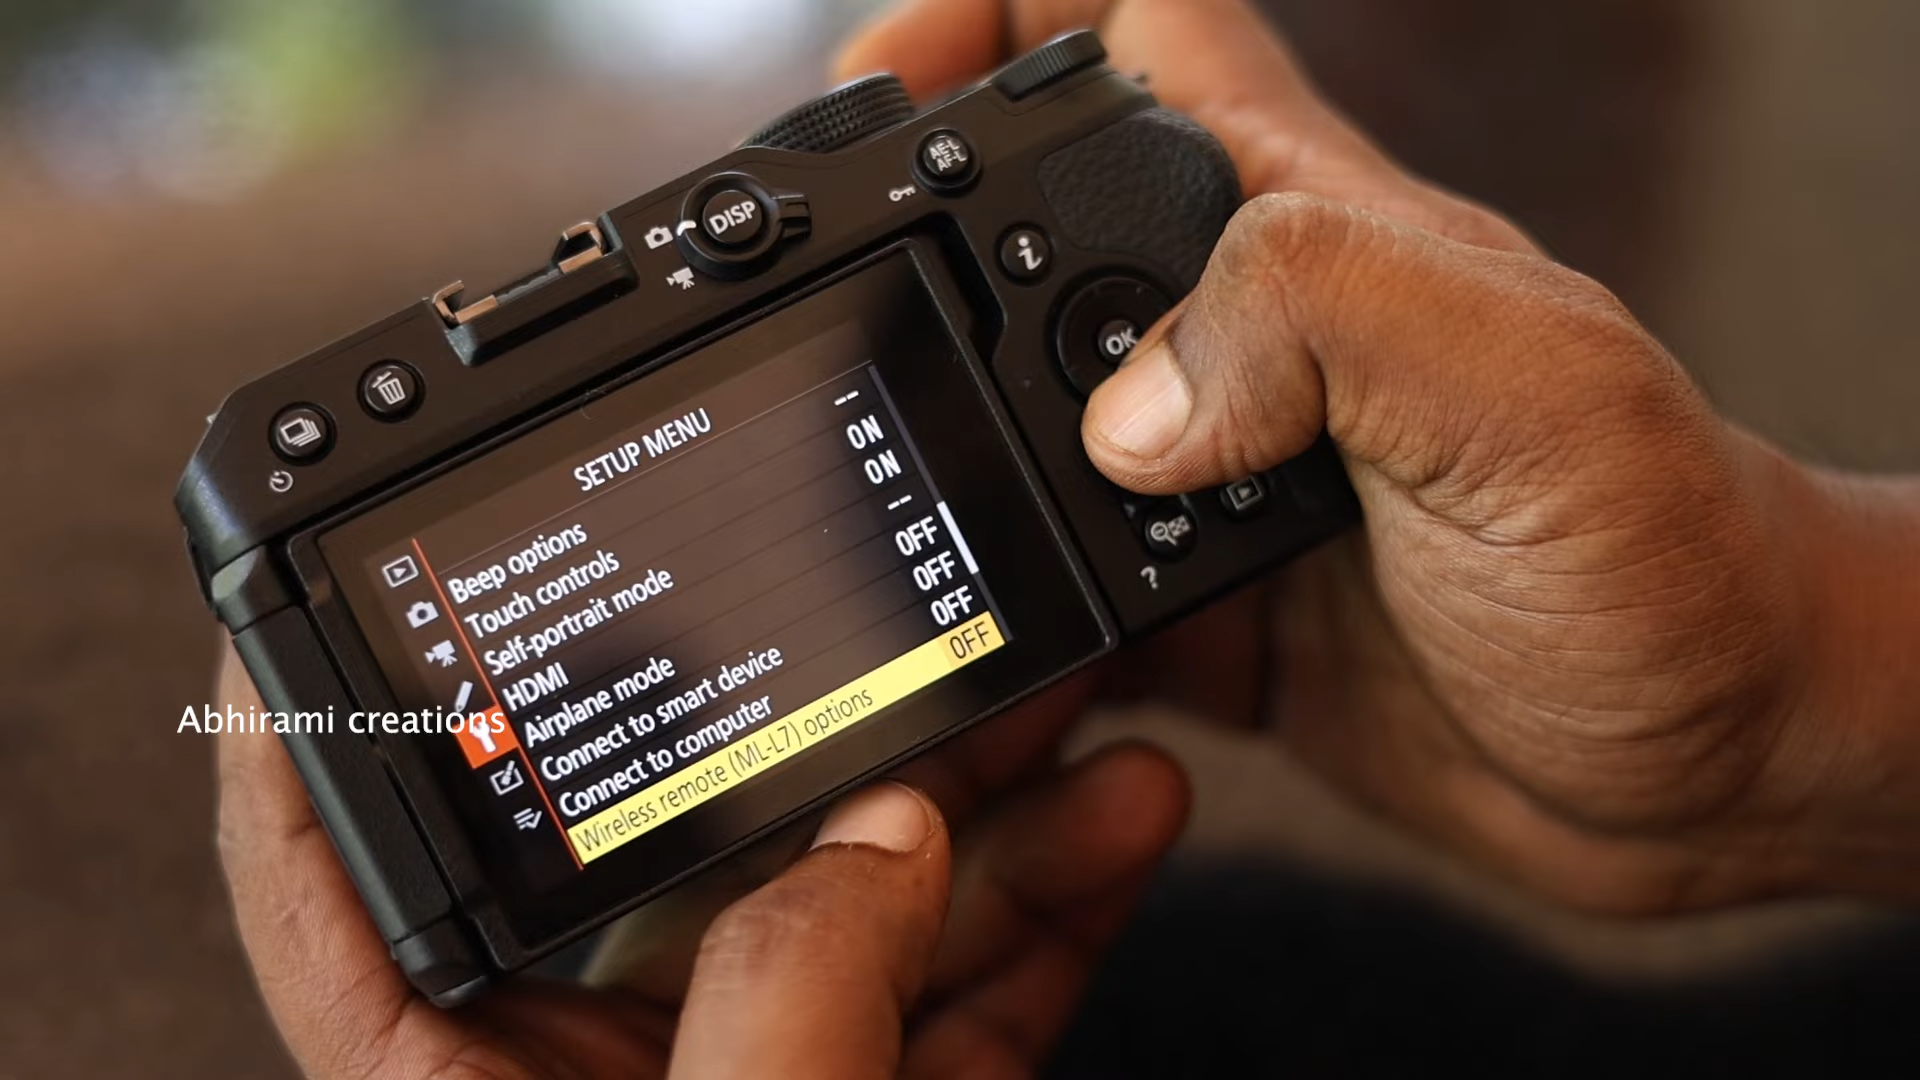 AE-L
AF-L
DISP
i
OK
SETUP MENU
--
Beep options ON
Touch controls ON
Self-portrait mode --
HDMI OFF
Airplane mode OFF
Connect to smart device OFF
Connect to computer OFF
Wireless remote (ML-L7) options
?
Abhirami creations